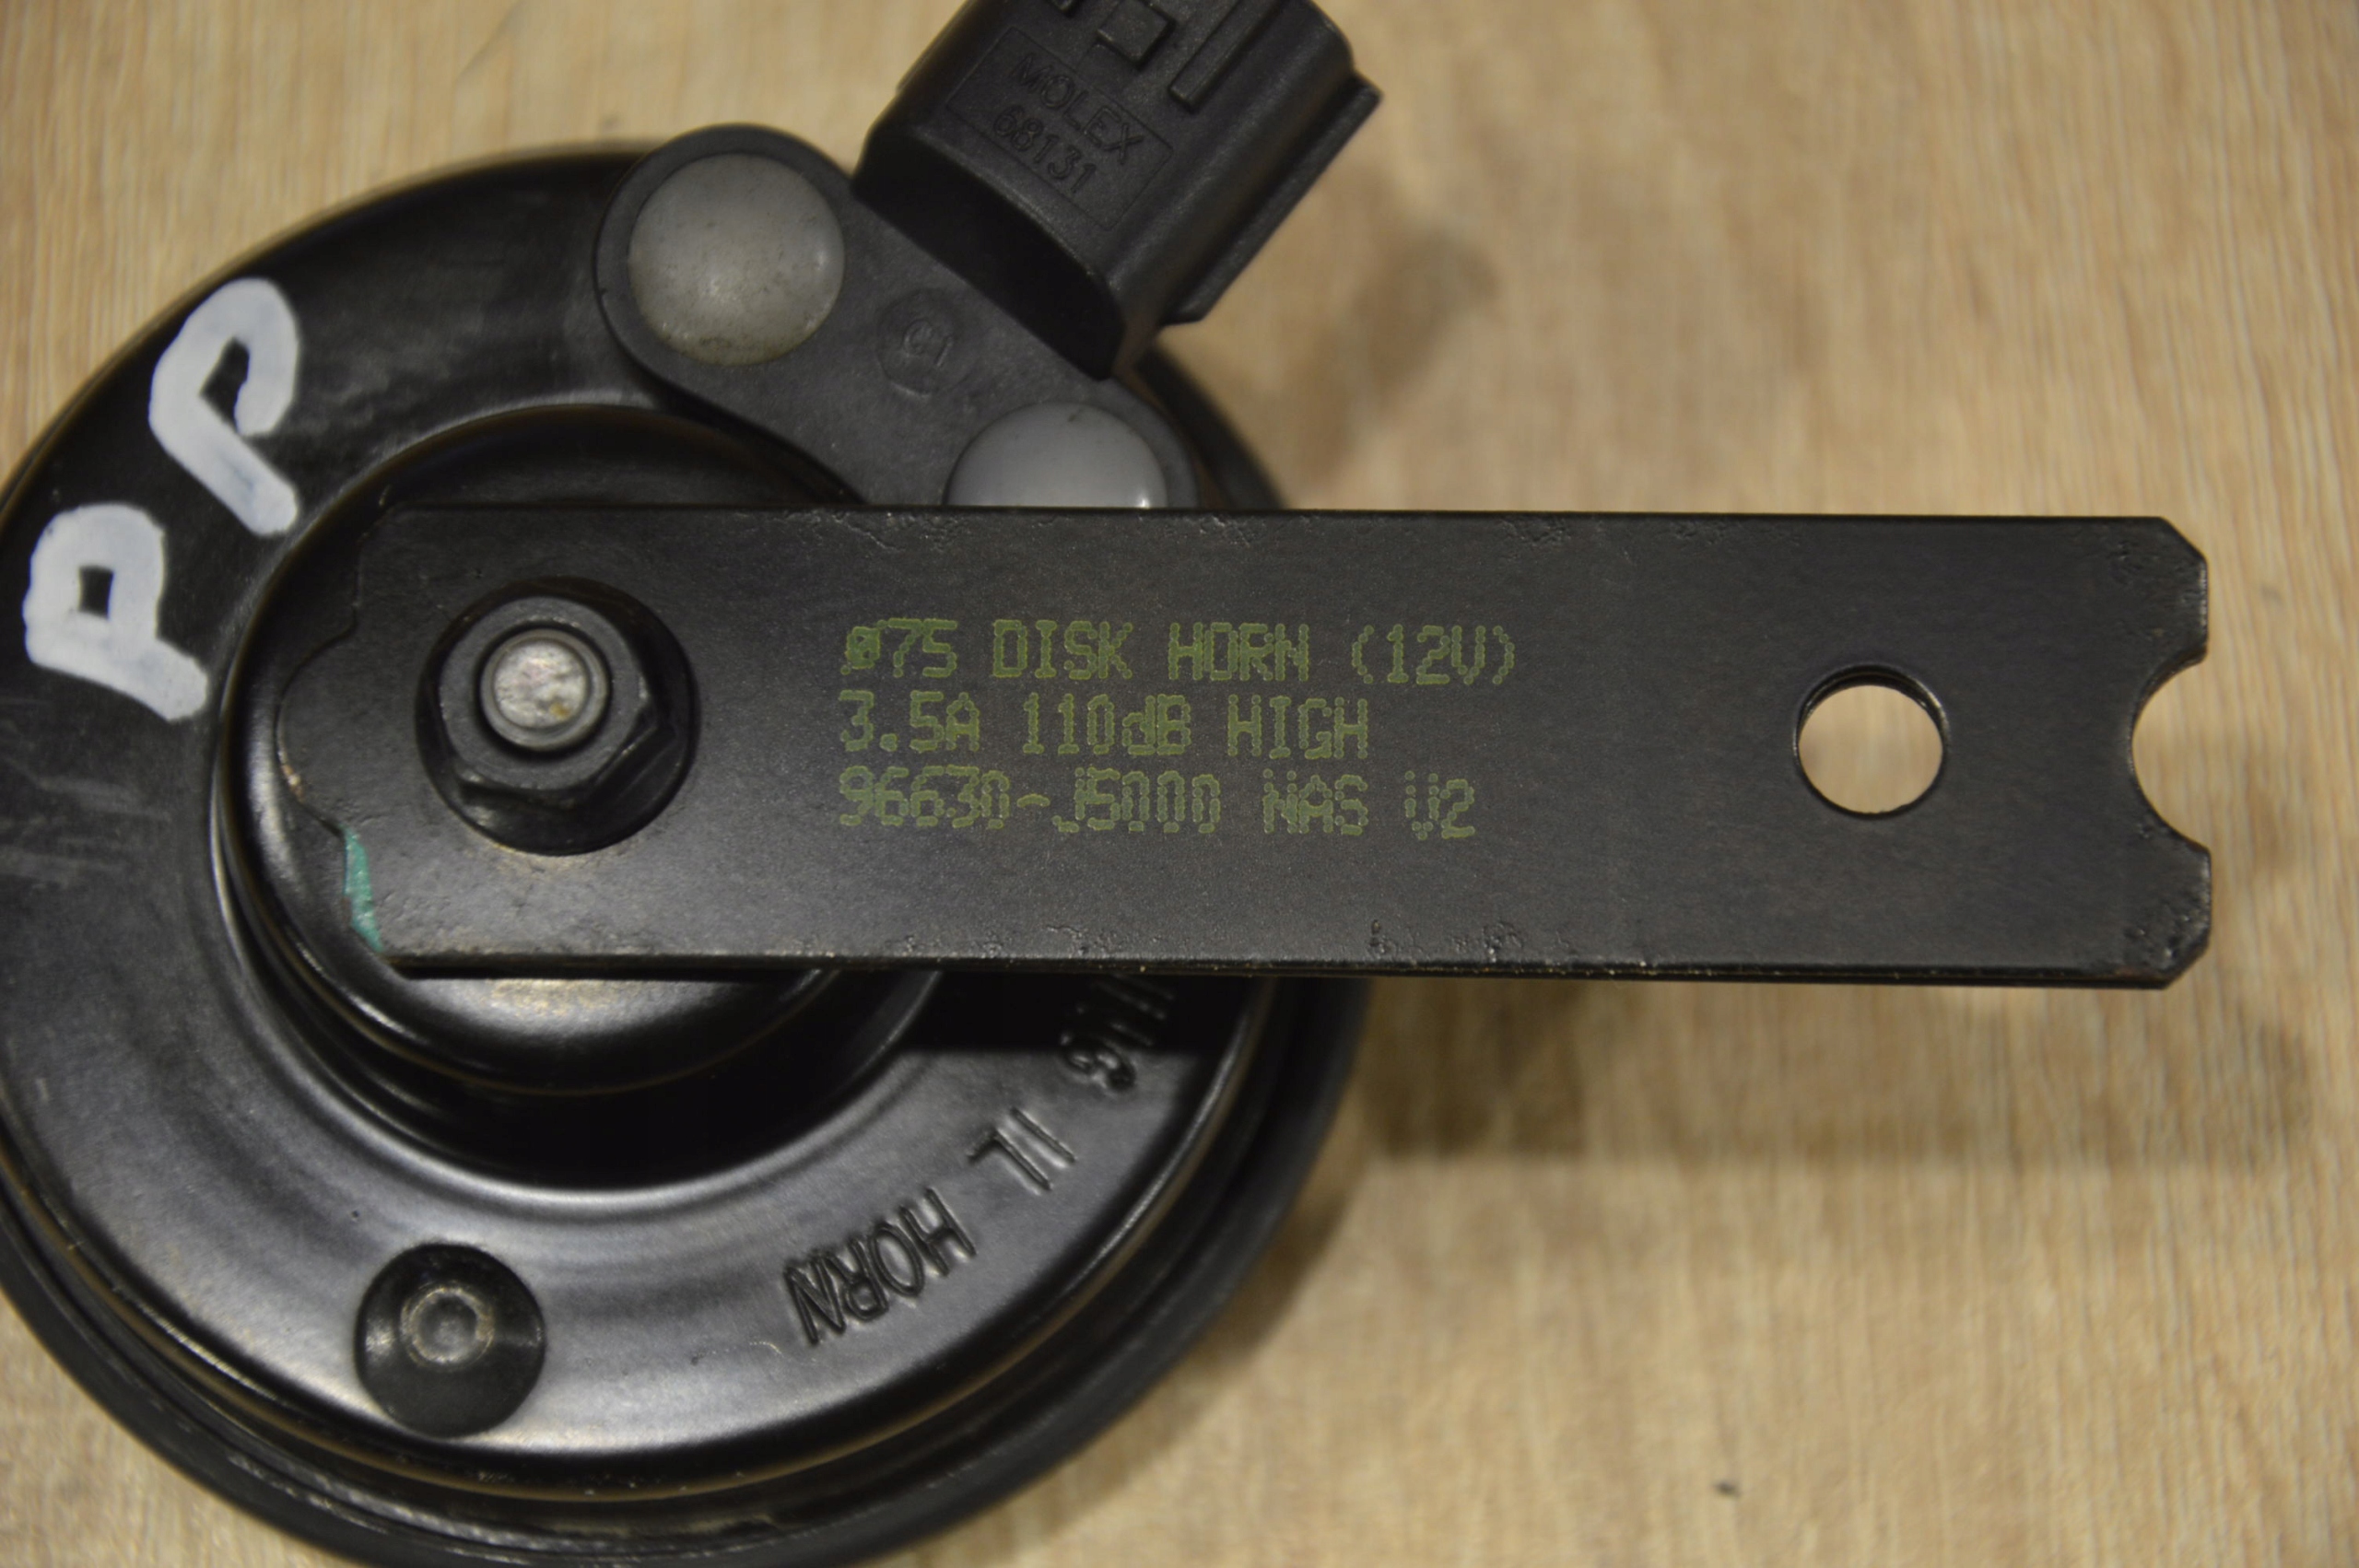 MOLEX
68131
PP
Ø75 DISK HORN (12V)
3.5A 110dB HIGH
96630-J5000 NAS V2
IL HORN